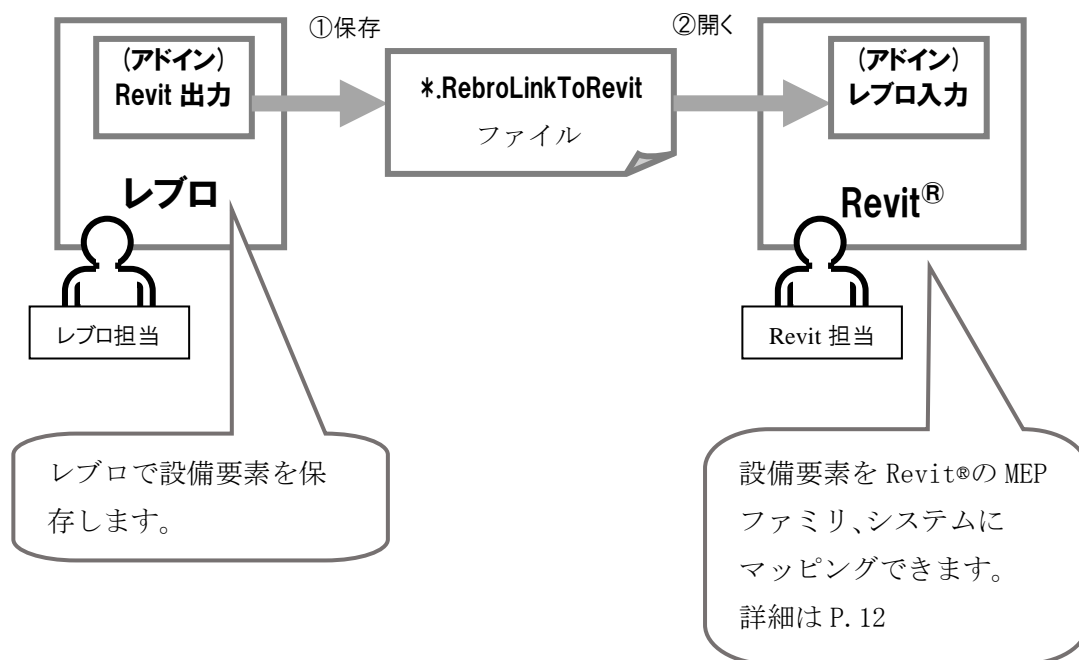 ①保存
②開く
(アドイン)
Revit 出力
レブロ
*.RebroLinkToRevit
ファイル
(アドイン)
レブロ入力
Revit®
レブロ担当
Revit 担当
レブロで設備要素を保
存します。
設備要素を Revit®の MEP
ファミリ、システムに
マッピングできます。
詳細は P.12